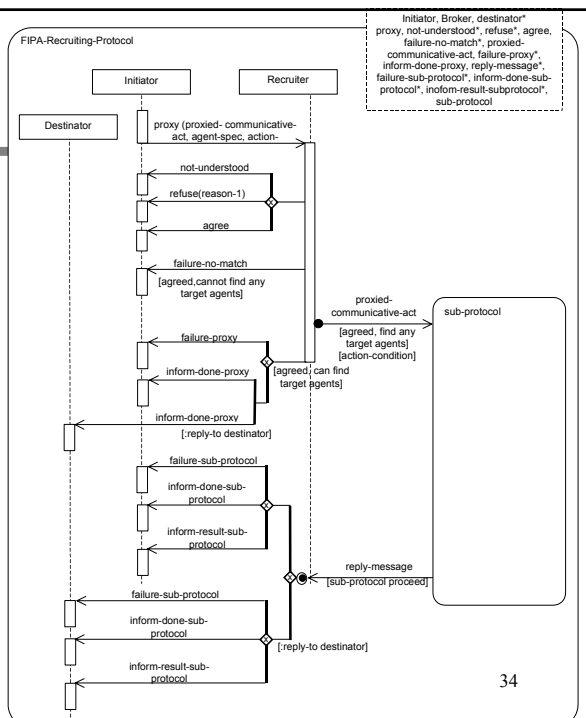 Initiator, Broker, destinator*
proxy, not-understood*, refuse*, agree,
failure-no-match*, proxied-
communicative-act, failure-proxy*,
inform-done-proxy, reply-message*,
failure-sub-protocol*, inform-done-sub-
protocol*, inofom-result-subprotocol*,
sub-protocol
FIPA-Recruiting-Protocol
Initiator
Recruiter
Destinator
proxy (proxied- communicative-
act, agent-spec, action-
not-understood
refuse(reason-1)
agree
failure-no-match
[agreed,cannot find any
target agents]
proxied-
communicative-act
[agreed, find any
target agents]
[action-condition]
sub-protocol
failure-proxy
[agreed, can find
target agents]
inform-done-proxy
inform-done-proxy
[:reply-to destinator]
failure-sub-protocol
inform-done-sub-
protocol
inform-result-sub-
protocol
reply-message
[sub-protocol proceed]
failure-sub-protocol
inform-done-sub-
protocol
[:reply-to destinator]
inform-result-sub-
protocol
x
x
x
x
x
34